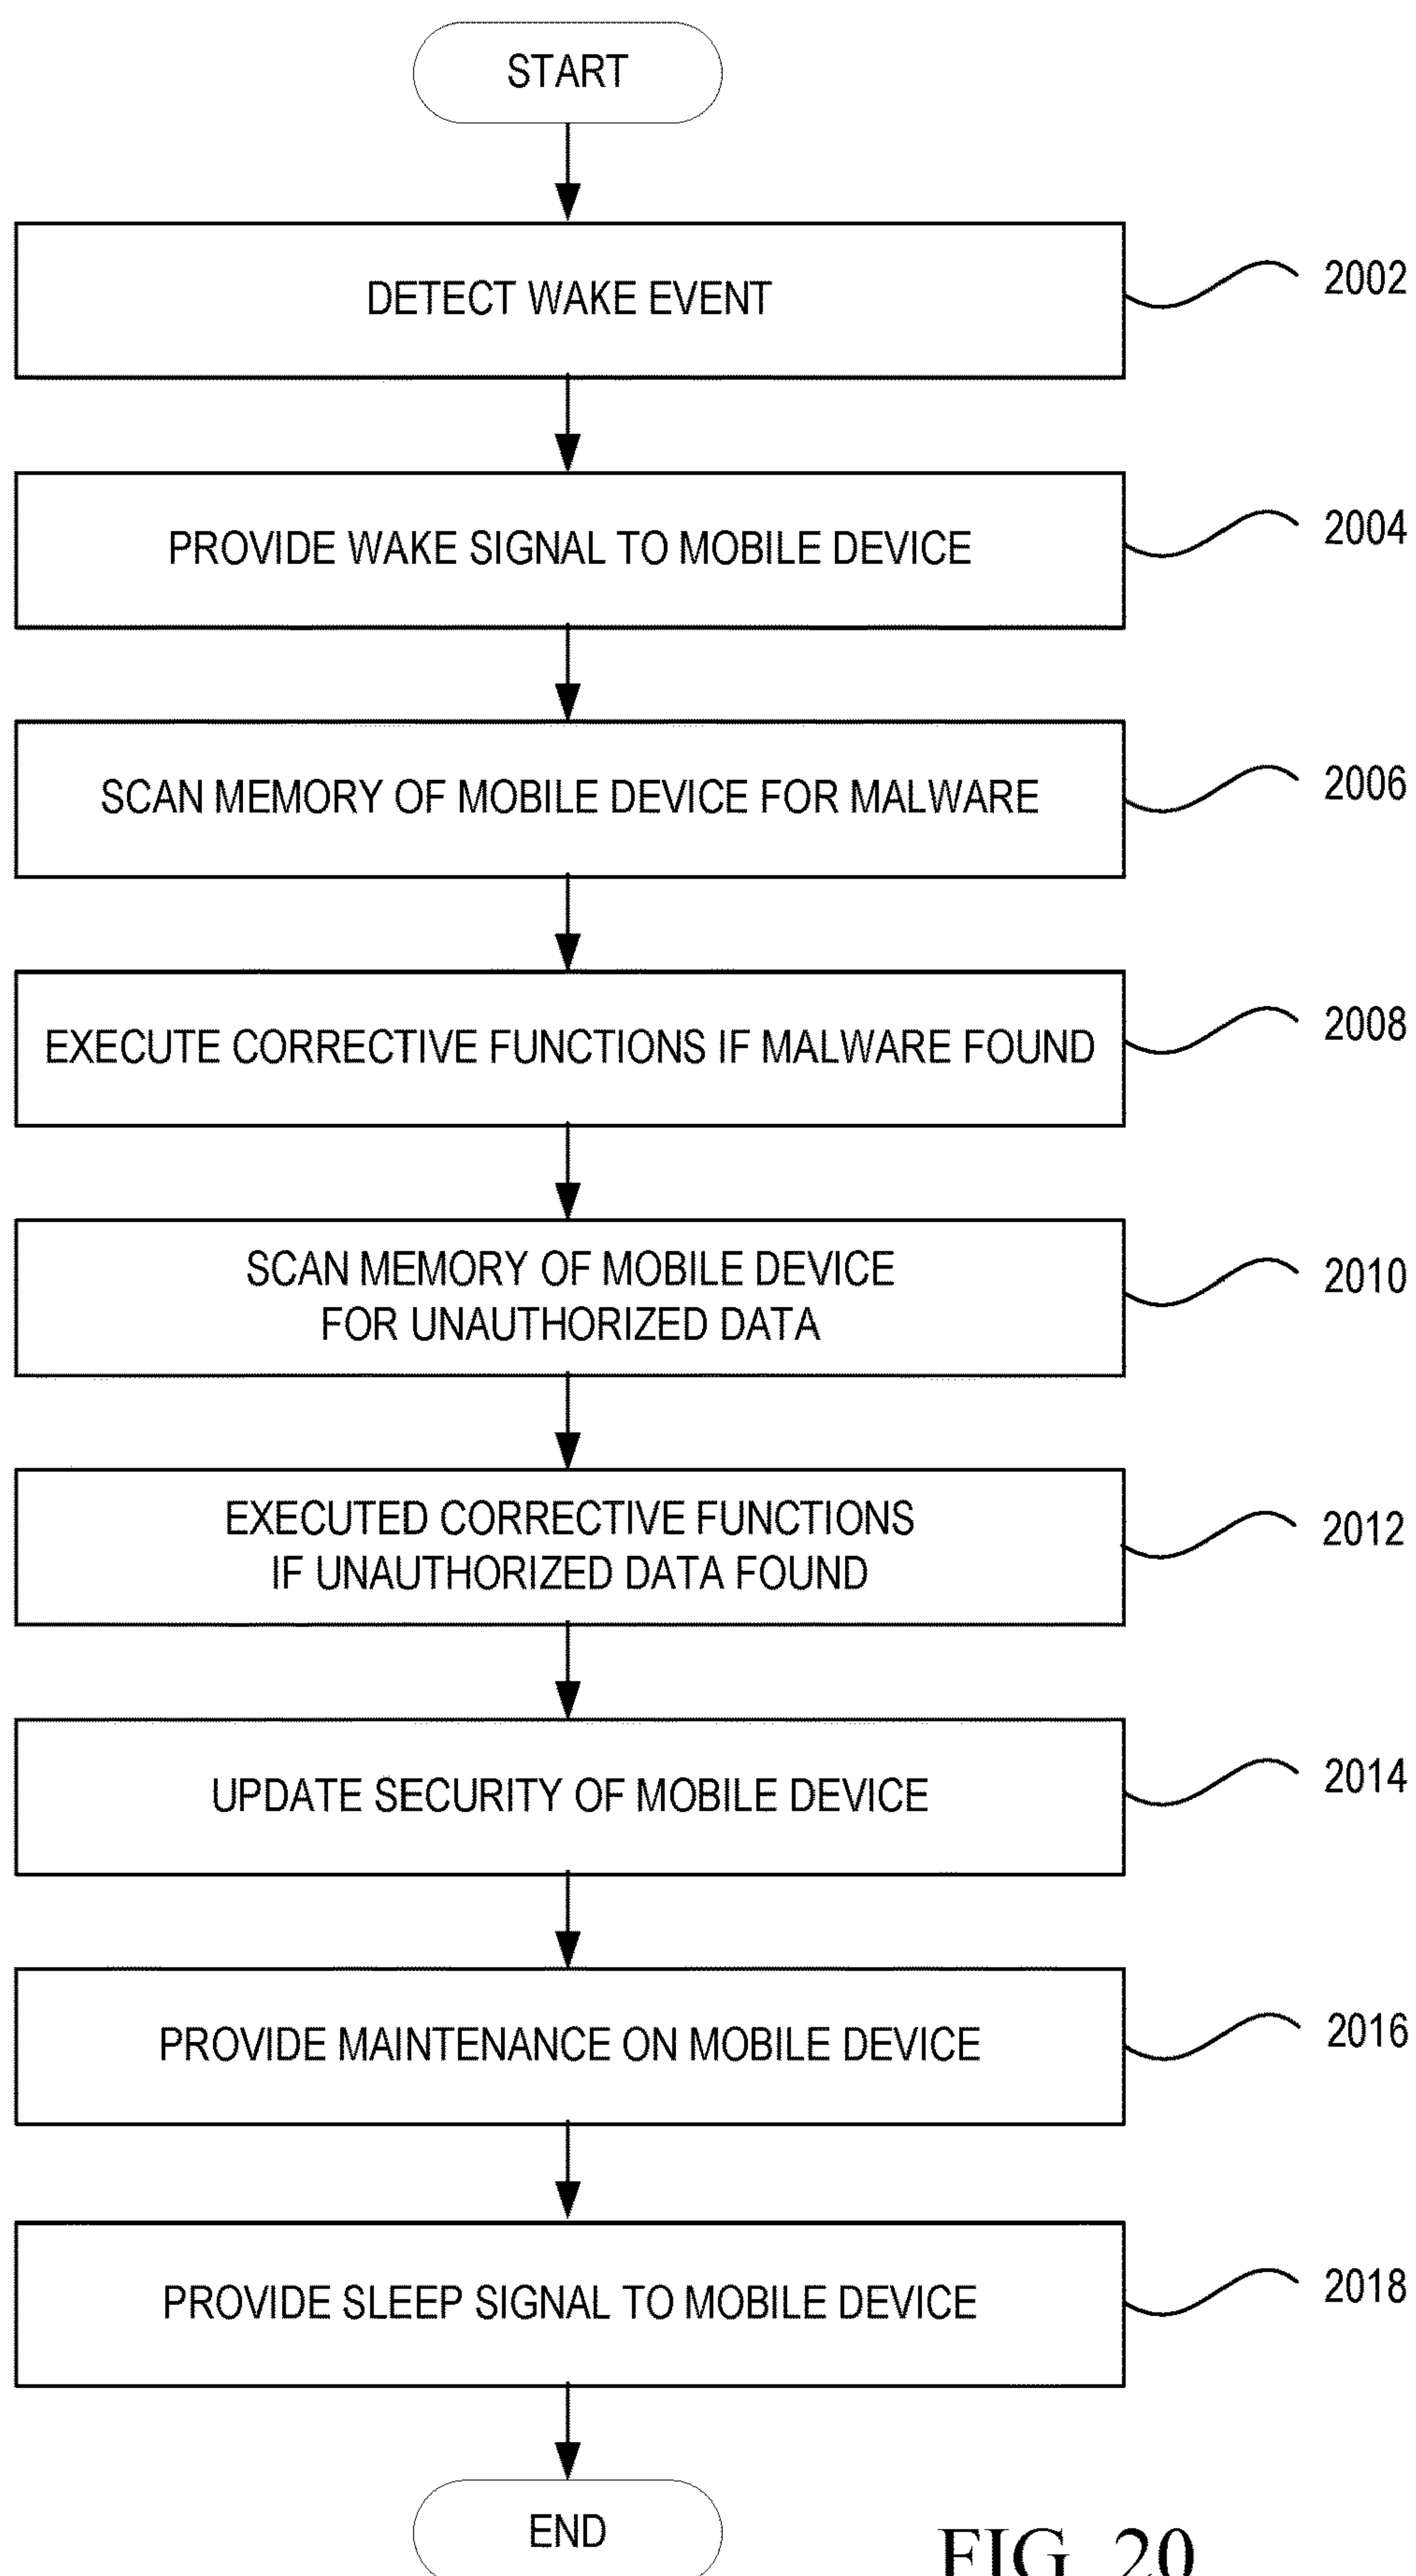 START
DETECT WAKE EVENT
2002
PROVIDE WAKE SIGNAL TO MOBILE DEVICE
2004
SCAN MEMORY OF MOBILE DEVICE FOR MALWARE
2006
EXECUTE CORRECTIVE FUNCTIONS IF MALWARE FOUND
2008
SCAN MEMORY OF MOBILE DEVICE
FOR UNAUTHORIZED DATA
2010
EXECUTED CORRECTIVE FUNCTIONS
IF UNAUTHORIZED DATA FOUND
2012
UPDATE SECURITY OF MOBILE DEVICE
2014
PROVIDE MAINTENANCE ON MOBILE DEVICE
2016
PROVIDE SLEEP SIGNAL TO MOBILE DEVICE
2018
END
FIG. 20